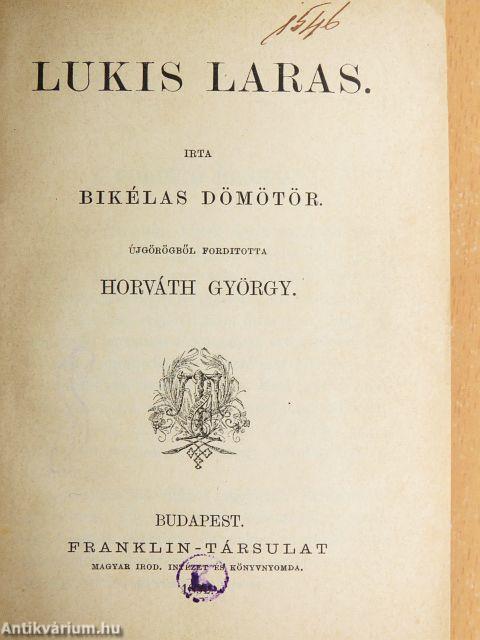 1546
LUKIS LARAS.
IRTA
BIKÉLAS DÖMÖTÖR.
ÚJGÖRÖGBŐL FORDITOTTA
HORVÁTH GYÖRGY.
BUDAPEST.
FRANKLIN-TÁRSULAT
MAGYAR IROD. INTÉZET ÉS KÖNYVNYOMDA.
K
Antikvárium.hu